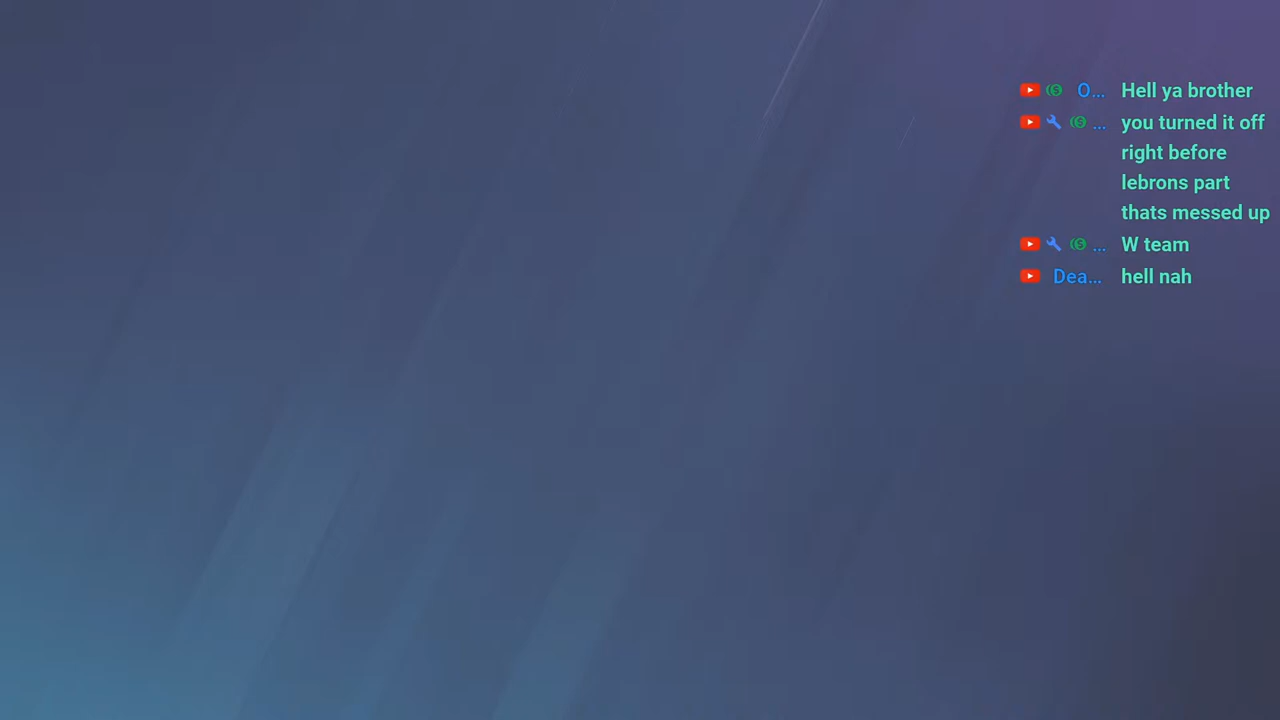 O... Hell ya brother
... you turned it off
right before
lebrons part
thats messed up
... W team
Dea... hell nah